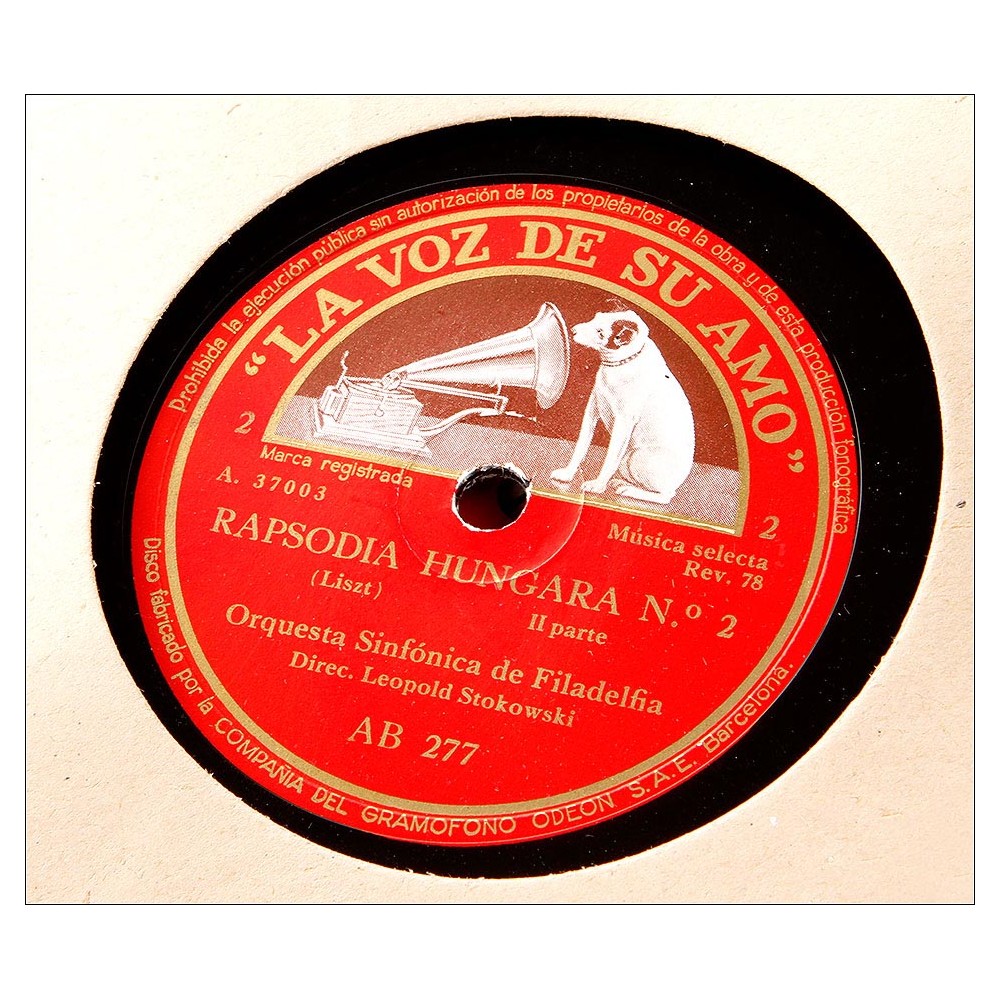 Prohibida la ejecución pública sin autorización de los propietarios de la obra y de esta producción fonográfica
“LA VOZ DE SU AMO”
2
2
Marca registrada
A. 37003
Música selecta
Rev. 78
RAPSODIA HUNGARA N.º 2
(Liszt)
II parte
Orquesta Sinfónica de Filadelfia
Direc. Leopold Stokowski
AB 277
Disco fabricado por la COMPAÑIA DEL GRAMOFONO ODEON S.A.E. Barcelona.